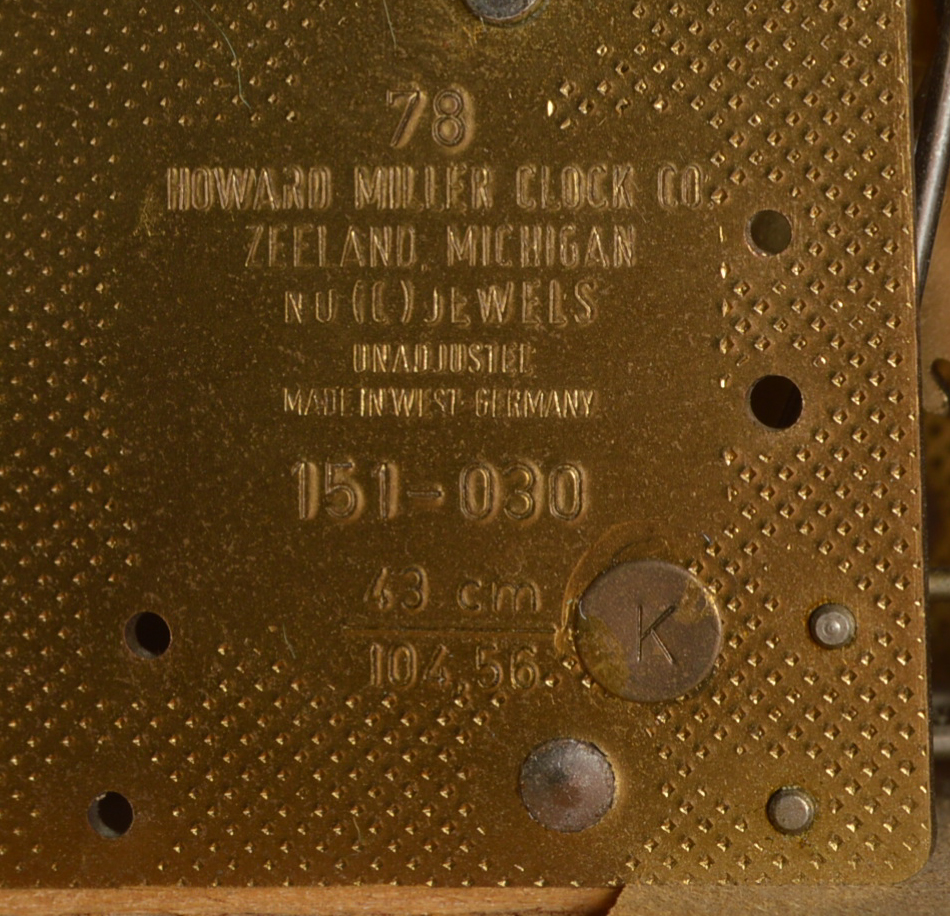 78
HOWARD MILLER CLOCK CO.
ZEELAND, MICHIGAN
NO (0) JEWELS
UNADJUSTED
MADE IN WEST GERMANY
151-030
43 cm
104,56
K